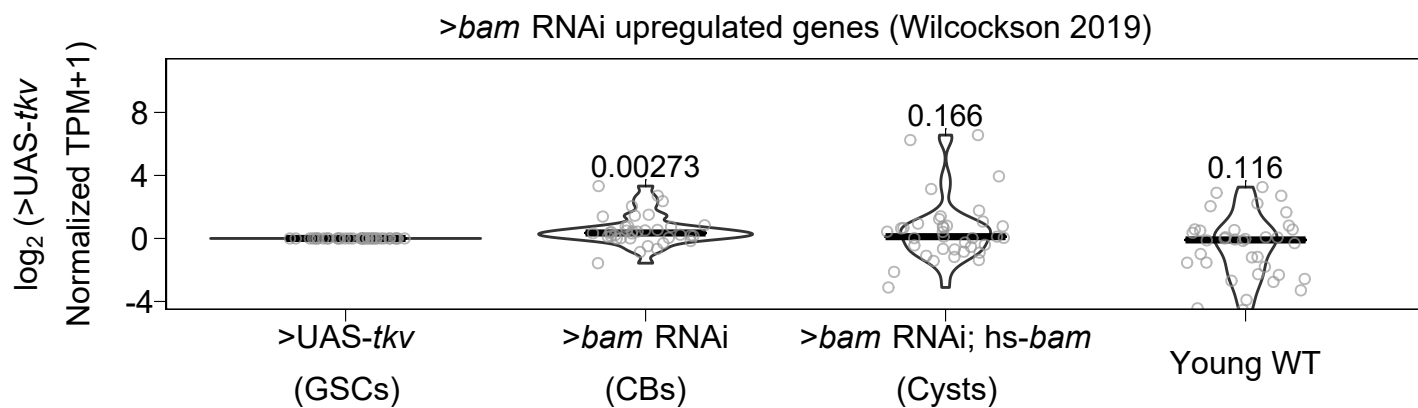 >bam RNAi upregulated genes (Wilcockson 2019)
log₂ (>UAS-tkv
Normalized TPM+1)
8
4
0
-4
0.00273
0.166
0.116
>UAS-tkv
(GSCs)
>bam RNAi
(CBs)
>bam RNAi; hs-bam
(Cysts)
Young WT